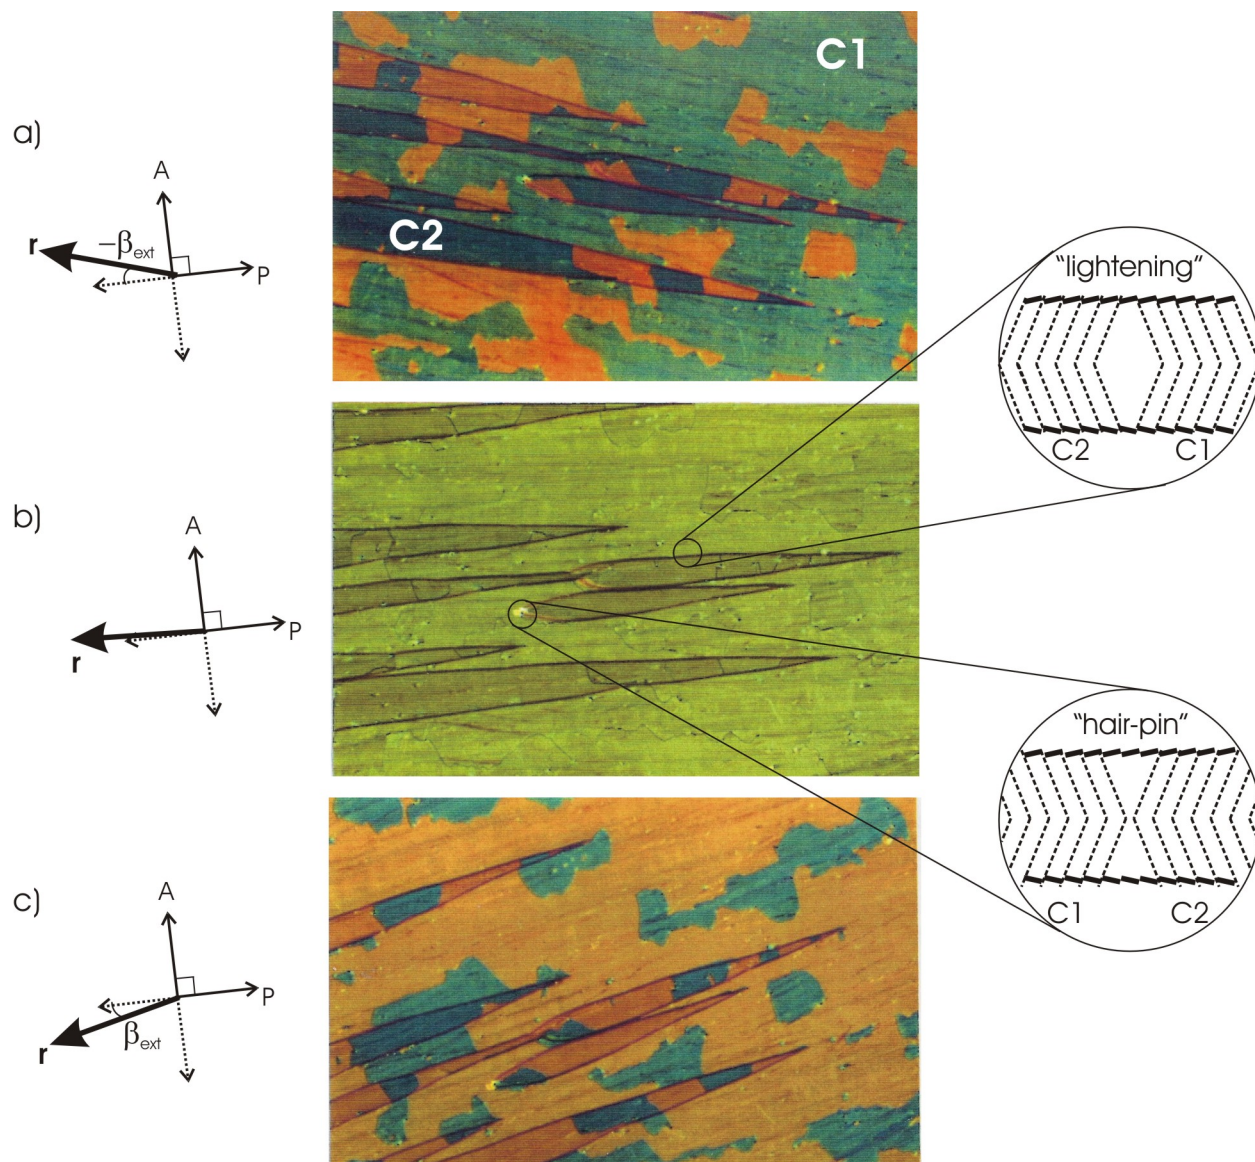 a)
A
r
−βext
P
C1
C2
"lightening"
C2 C1
b)
A
P
r
"hair-pin"
C1 C2
c)
A
P
r
βext